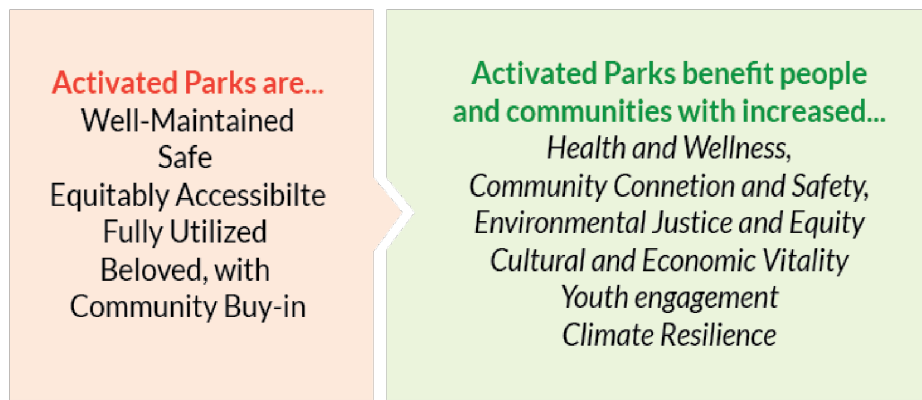 Activated Parks are...
Well-Maintained
Safe
Equitably Accessibilte
Fully Utilized
Beloved, with
Community Buy-in
Activated Parks benefit people
and communities with increased...
Health and Wellness,
Community Connetion and Safety,
Environmental Justice and Equity
Cultural and Economic Vitality
Youth engagement
Climate Resilience